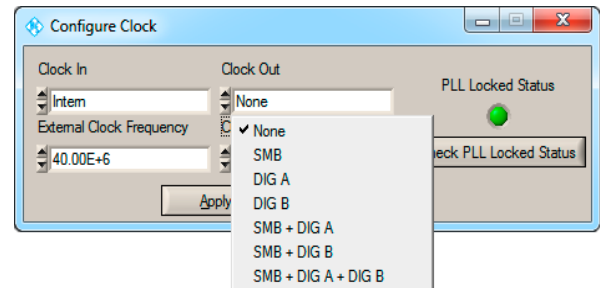 Configure Clock
Clock In
Clock Out
PLL Locked Status
Intern
None
External Clock Frequency
40.00E+6
None
SMB
DIG A
DIG B
SMB + DIG A
SMB + DIG B
SMB + DIG A + DIG B
eck PLL Locked Status
Apply